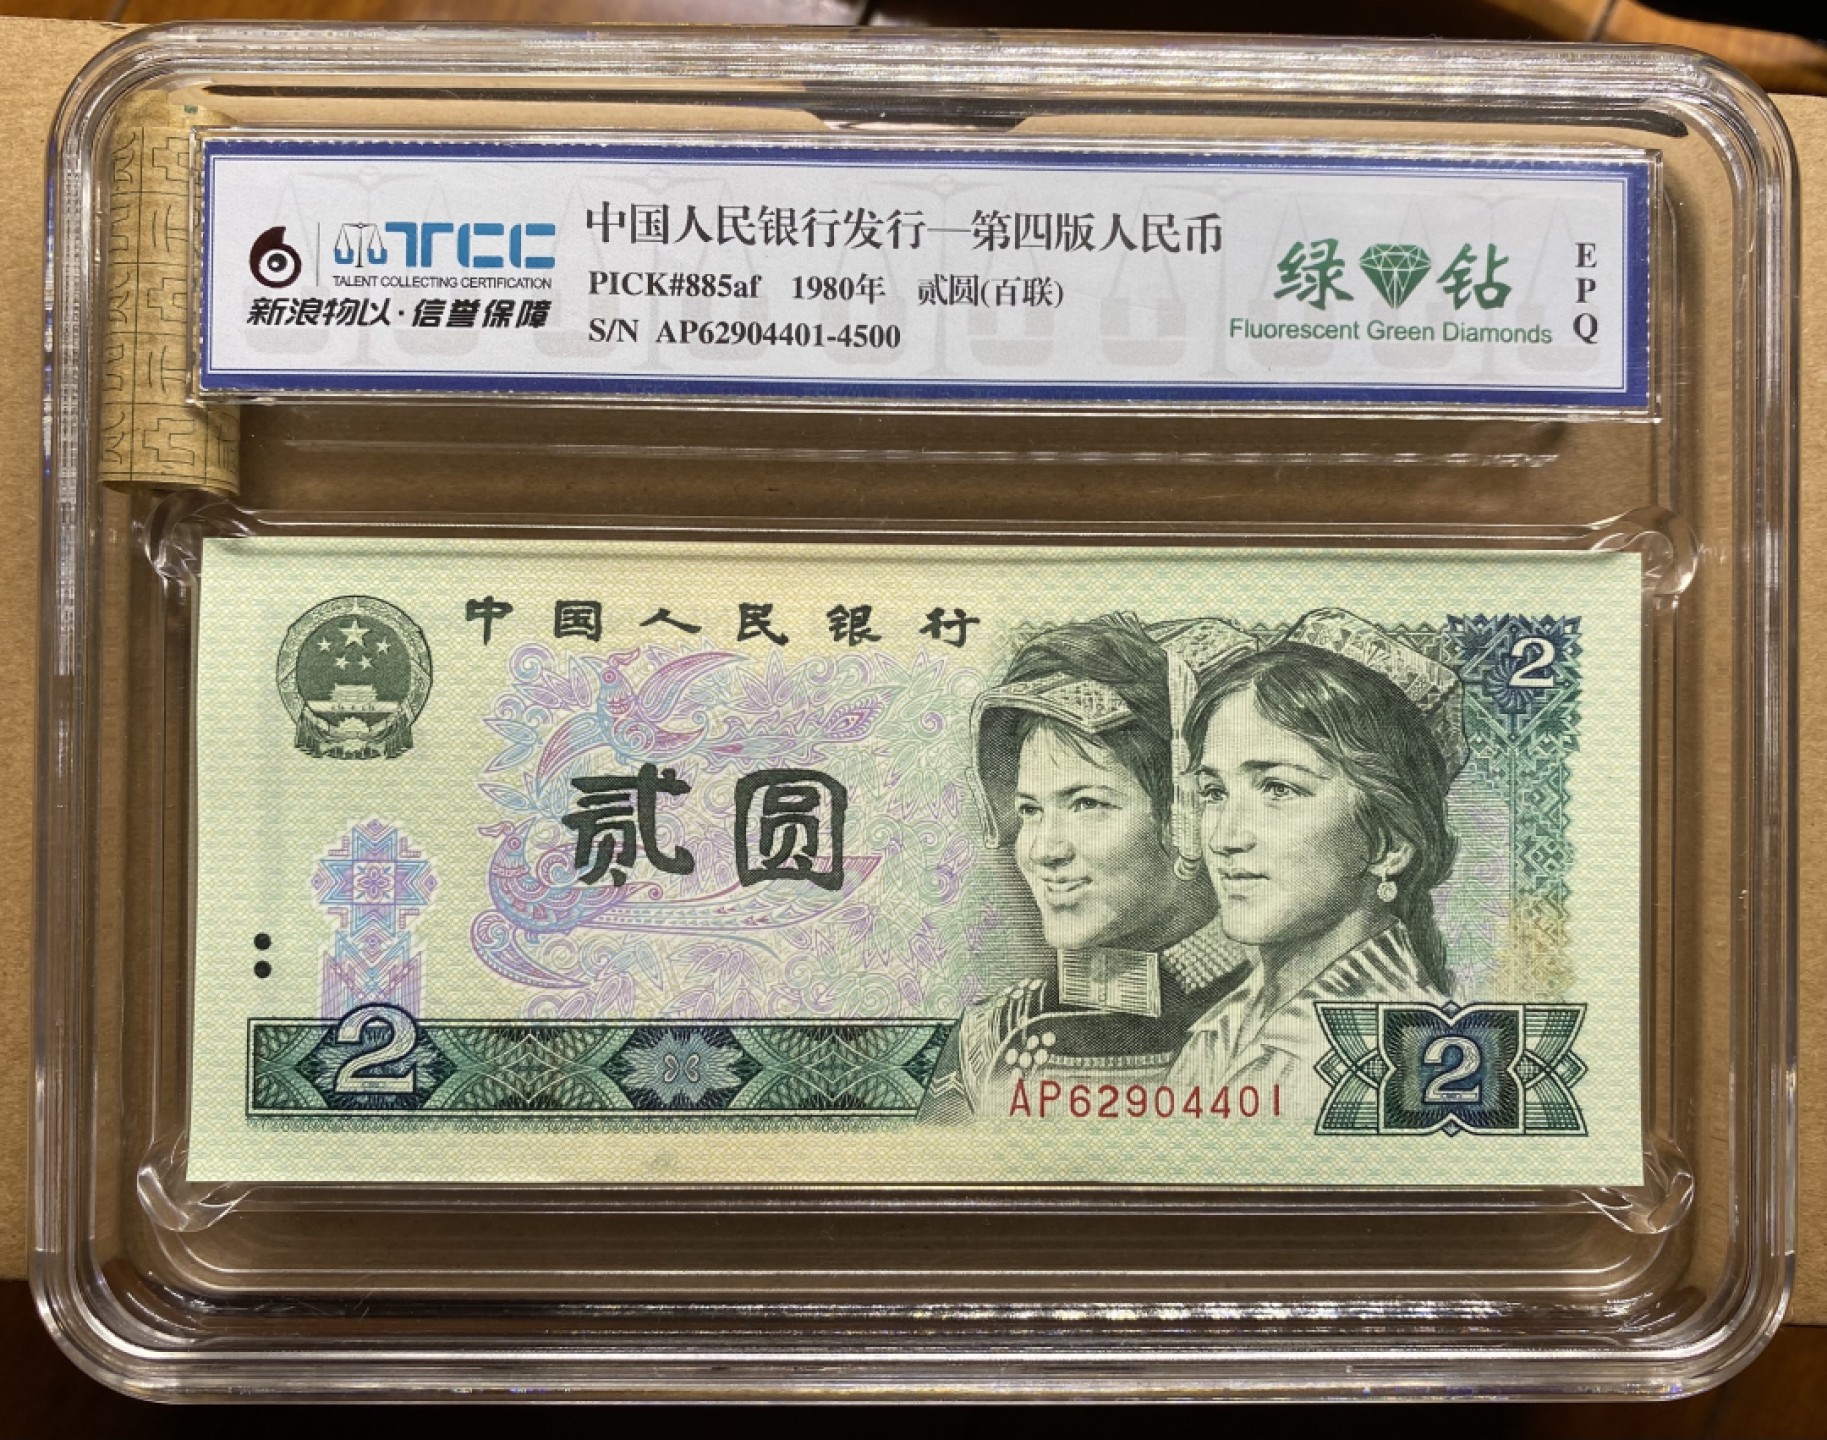 TCC
TALENT COLLECTING CERTIFICATION
新浪物以·信誉保障
中国人民银行发行—第四版人民币
PICK#885af 1980年 贰圆(百联)
S/N AP62904401-4500
绿钻
Fluorescent Green Diamonds
E
P
Q
中国人民银行
2
贰圆
2
AP62904401
2